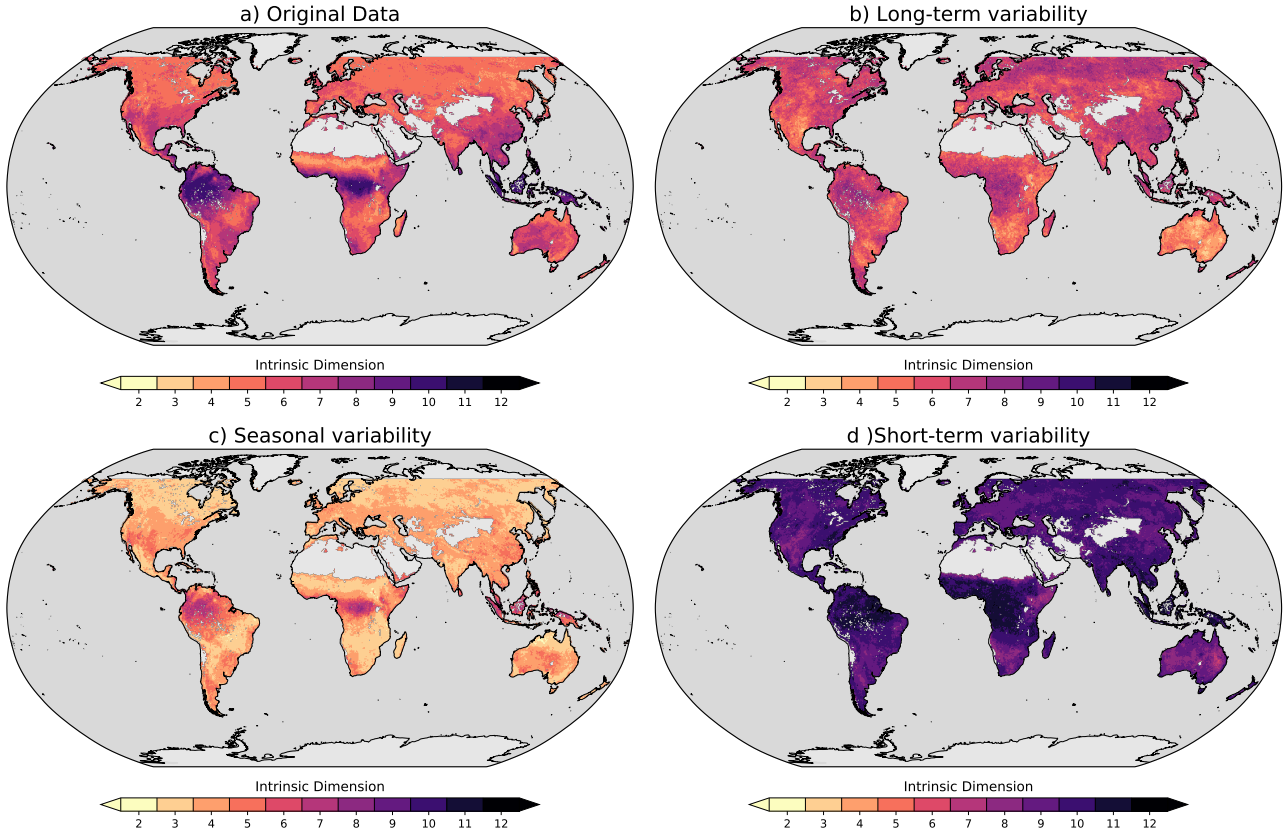 a) Original Data
b) Long-term variability
Intrinsic Dimension
2 3 4 5 6 7 8 9 10 11 12
Intrinsic Dimension
2 3 4 5 6 7 8 9 10 11 12
c) Seasonal variability
d )Short-term variability
Intrinsic Dimension
2 3 4 5 6 7 8 9 10 11 12
Intrinsic Dimension
2 3 4 5 6 7 8 9 10 11 12